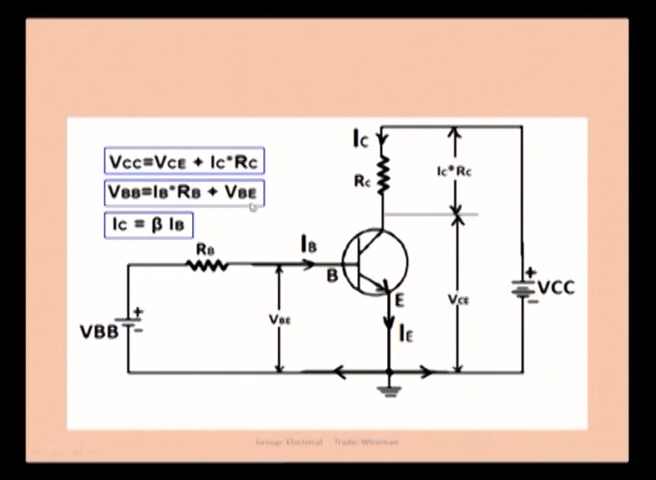 VCC=VCE + IC*RC
VBB=IB*RB + VBE
IC = β IB
IC
RC
IC*RC
RB
IB
B
E
VBE
VCE
IE
+
-
VBB
+
-
VCC
Group: Electrical Trade: Wireman